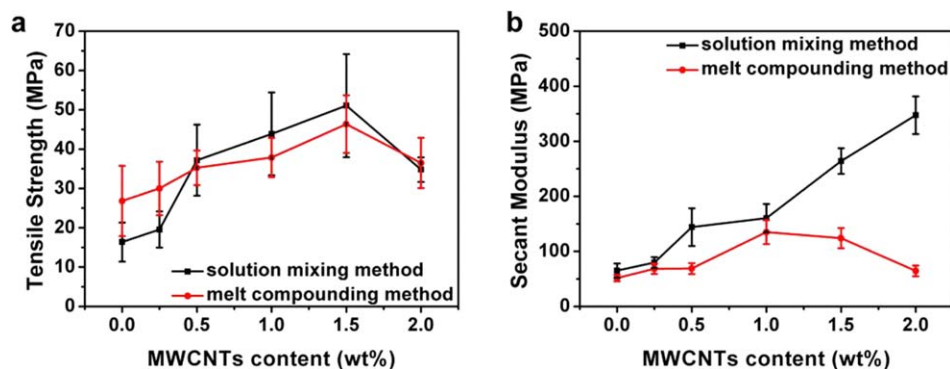 a
Tensile Strength (MPa)
70
60
50
40
30
20
10
0
solution mixing method
melt compounding method
0.0 0.5 1.0 1.5 2.0
MWCNTs content (wt%)
b
Secant Modulus (MPa)
500
400
300
200
100
0
solution mixing method
melt compounding method
0.0 0.5 1.0 1.5 2.0
MWCNTs content (wt%)